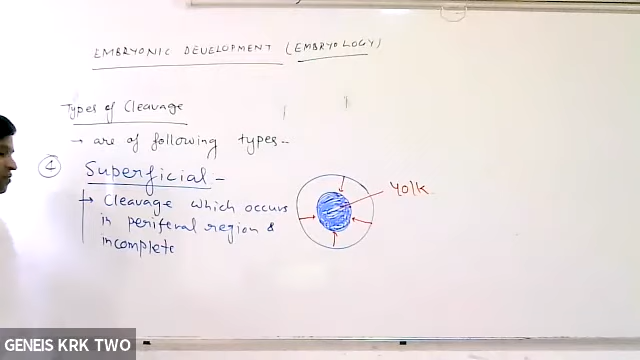 EMBRYONIC DEVELOPMENT (EMBRYOLOGY)
Types of Cleavage
→ are of following types-
④ Superficial -
→ Cleavage which occurs
in periferal region &
incomplete
yolk
GENEIS KRK TWO